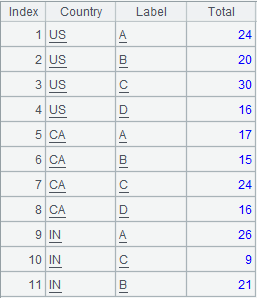 Index Country Label Total
1 US A 24
2 US B 20
3 US C 30
4 US D 16
5 CA A 17
6 CA B 15
7 CA C 24
8 CA D 16
9 IN A 26
10 IN C 9
11 IN B 21